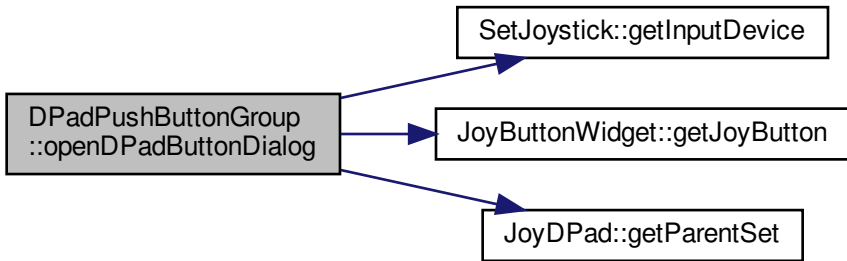 DPadPushButtonGroup
::openDPadButtonDialog
SetJoystick::getInputDevice
JoyButtonWidget::getJoyButton
JoyDPad::getParentSet